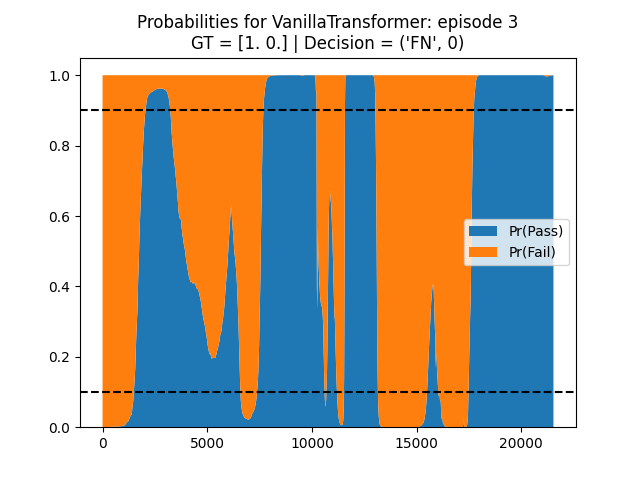 Probabilities for VanillaTransformer: episode 3
GT = [1. 0.] | Decision = ('FN', 0)
1.0
0.8
0.6
0.4
0.2
0.0
Pr(Pass)
Pr(Fail)
0
5000
10000
15000
20000